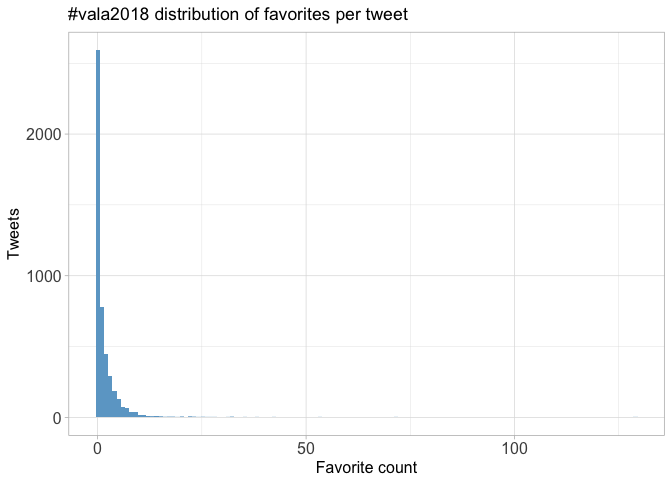 #vala2018 distribution of favorites per tweet
2000
1000
0
Tweets
0 50 100
Favorite count